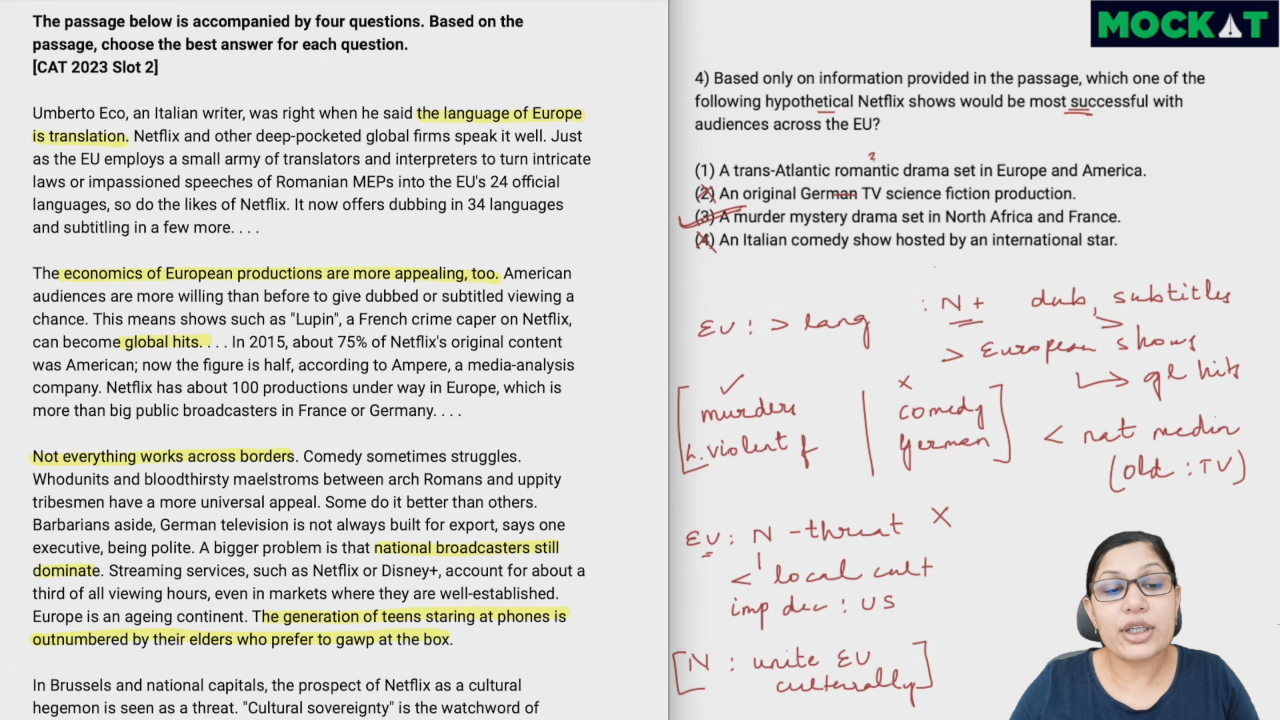 The passage below is accompanied by four questions. Based on the
passage, choose the best answer for each question.
[CAT 2023 Slot 2]
Umberto Eco, an Italian writer, was right when he said the language of Europe
is translation. Netflix and other deep-pocketed global firms speak it well. Just
as the EU employs a small army of translators and interpreters to turn intricate
laws or impassioned speeches of Romanian MEPs into the EU's 24 official
languages, so do the likes of Netflix. It now offers dubbing in 34 languages
and subtitling in a few more. . . .
The economics of European productions are more appealing, too. American
audiences are more willing than before to give dubbed or subtitled viewing a
chance. This means shows such as "Lupin", a French crime caper on Netflix,
can become global hits. . . . In 2015, about 75% of Netflix's original content
was American; now the figure is half, according to Ampere, a media-analysis
company. Netflix has about 100 productions under way in Europe, which is
more than big public broadcasters in France or Germany. . . .
Not everything works across borders. Comedy sometimes struggles.
Whodunits and bloodthirsty maelstroms between arch Romans and uppity
tribesmen have a more universal appeal. Some do it better than others.
Barbarians aside, German television is not always built for export, says one
executive, being polite. A bigger problem is that national broadcasters still
dominate. Streaming services, such as Netflix or Disney+, account for about a
third of all viewing hours, even in markets where they are well-established.
Europe is an ageing continent. The generation of teens staring at phones is
outnumbered by their elders who prefer to gawp at the box.
In Brussels and national capitals, the prospect of Netflix as a cultural
hegemon is seen as a threat. "Cultural sovereignty" is the watchword of
MOCKAT
4) Based only on information provided in the passage, which one of the
following hypothetical Netflix shows would be most successful with
audiences across the EU?
?
(1) A trans-Atlantic romantic drama set in Europe and America.
(2) An original German TV science fiction production.
(3) A murder mystery drama set in North Africa and France.
(4) An Italian comedy show hosted by an international star.
EU : > lang
: N + dub, subtitles
> European shows
gl hits
murders
h. violent f
comedy
german
< nat media
(old : TV)
EU : N - threat X
< local cult
imp dec : US
[N : unite EU
culturally]